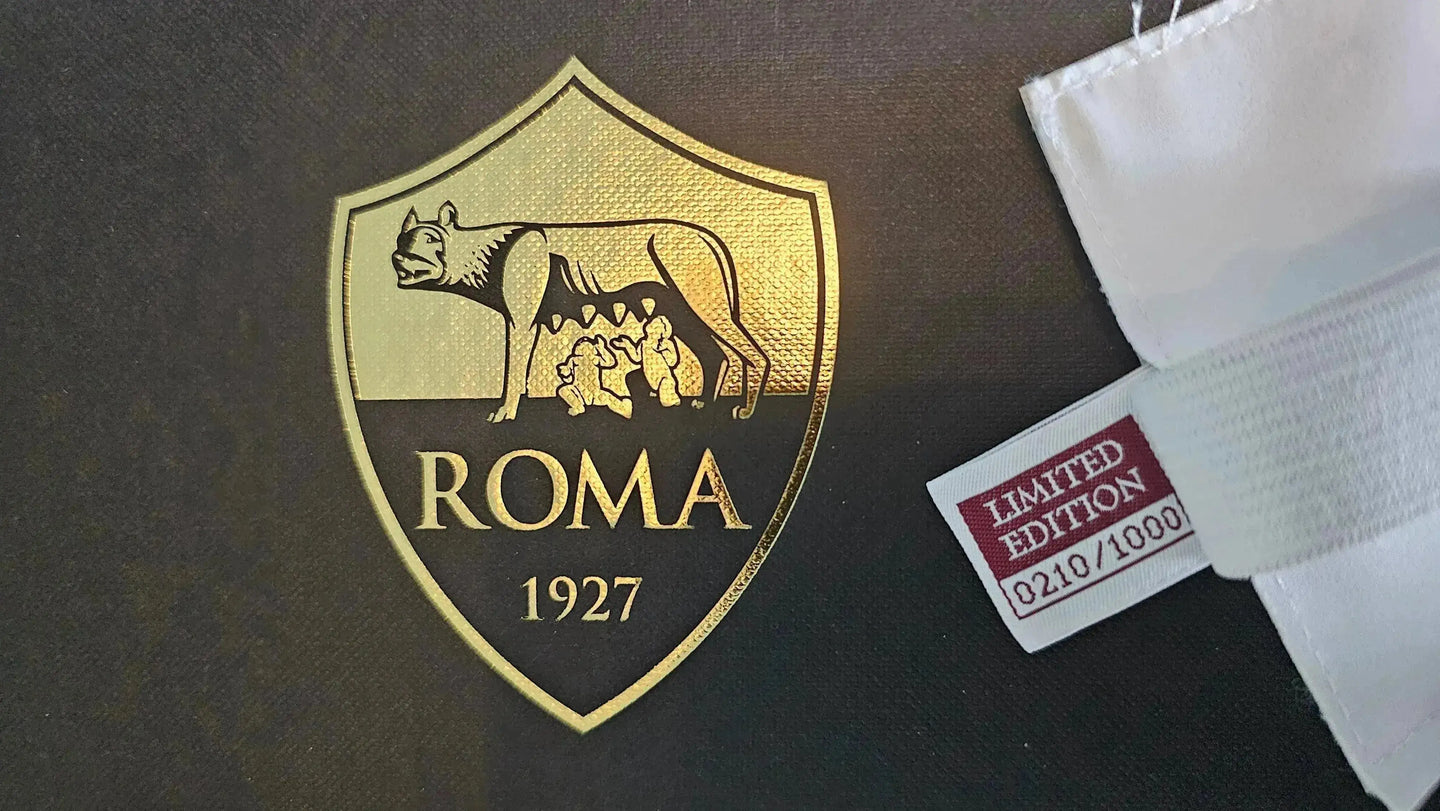 ROMA
1927
LIMITED
EDITION
0210/1000